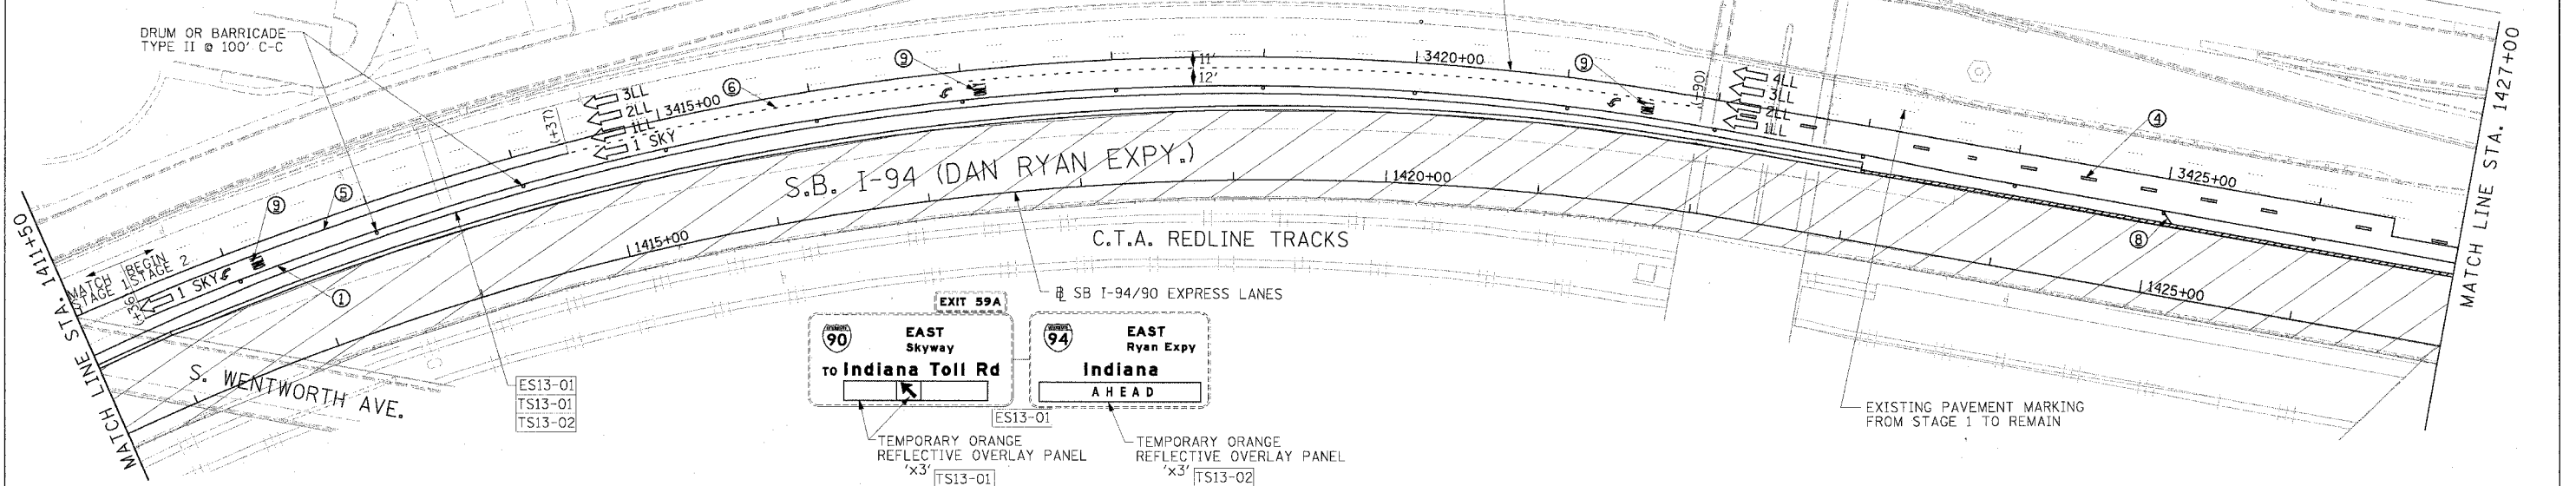 DRUM OR BARRICADE
TYPE II @ 100' C-C
MATCH LINE STA. 1411+50
MATCH
STAGE 1
BEGIN
STAGE 2
(+36)
1 SKY
⑨
⑤
①
(+37)
3LL
2LL
1LL
1 SKY
3415+00
⑥
⑨
11'
12'
3420+00
⑨
(+90)
4LL
3LL
2LL
1LL
④
3425+00
⑧
MATCH LINE STA. 1427+00
S.B. I-94 (DAN RYAN EXPY.)
1415+00
1420+00
1425+00
C.T.A. REDLINE TRACKS
SB I-94/90 EXPRESS LANES
S. WENTWORTH AVE.
ES13-01
TS13-01
TS13-02
EXIT 59A
90
EAST
Skyway
TO Indiana Toll Rd
94
EAST
Ryan Expy
Indiana
AHEAD
ES13-01
TEMPORARY ORANGE
REFLECTIVE OVERLAY PANEL
'x3' TS13-01
TEMPORARY ORANGE
REFLECTIVE OVERLAY PANEL
'x3' TS13-02
EXISTING PAVEMENT MARKING
FROM STAGE 1 TO REMAIN